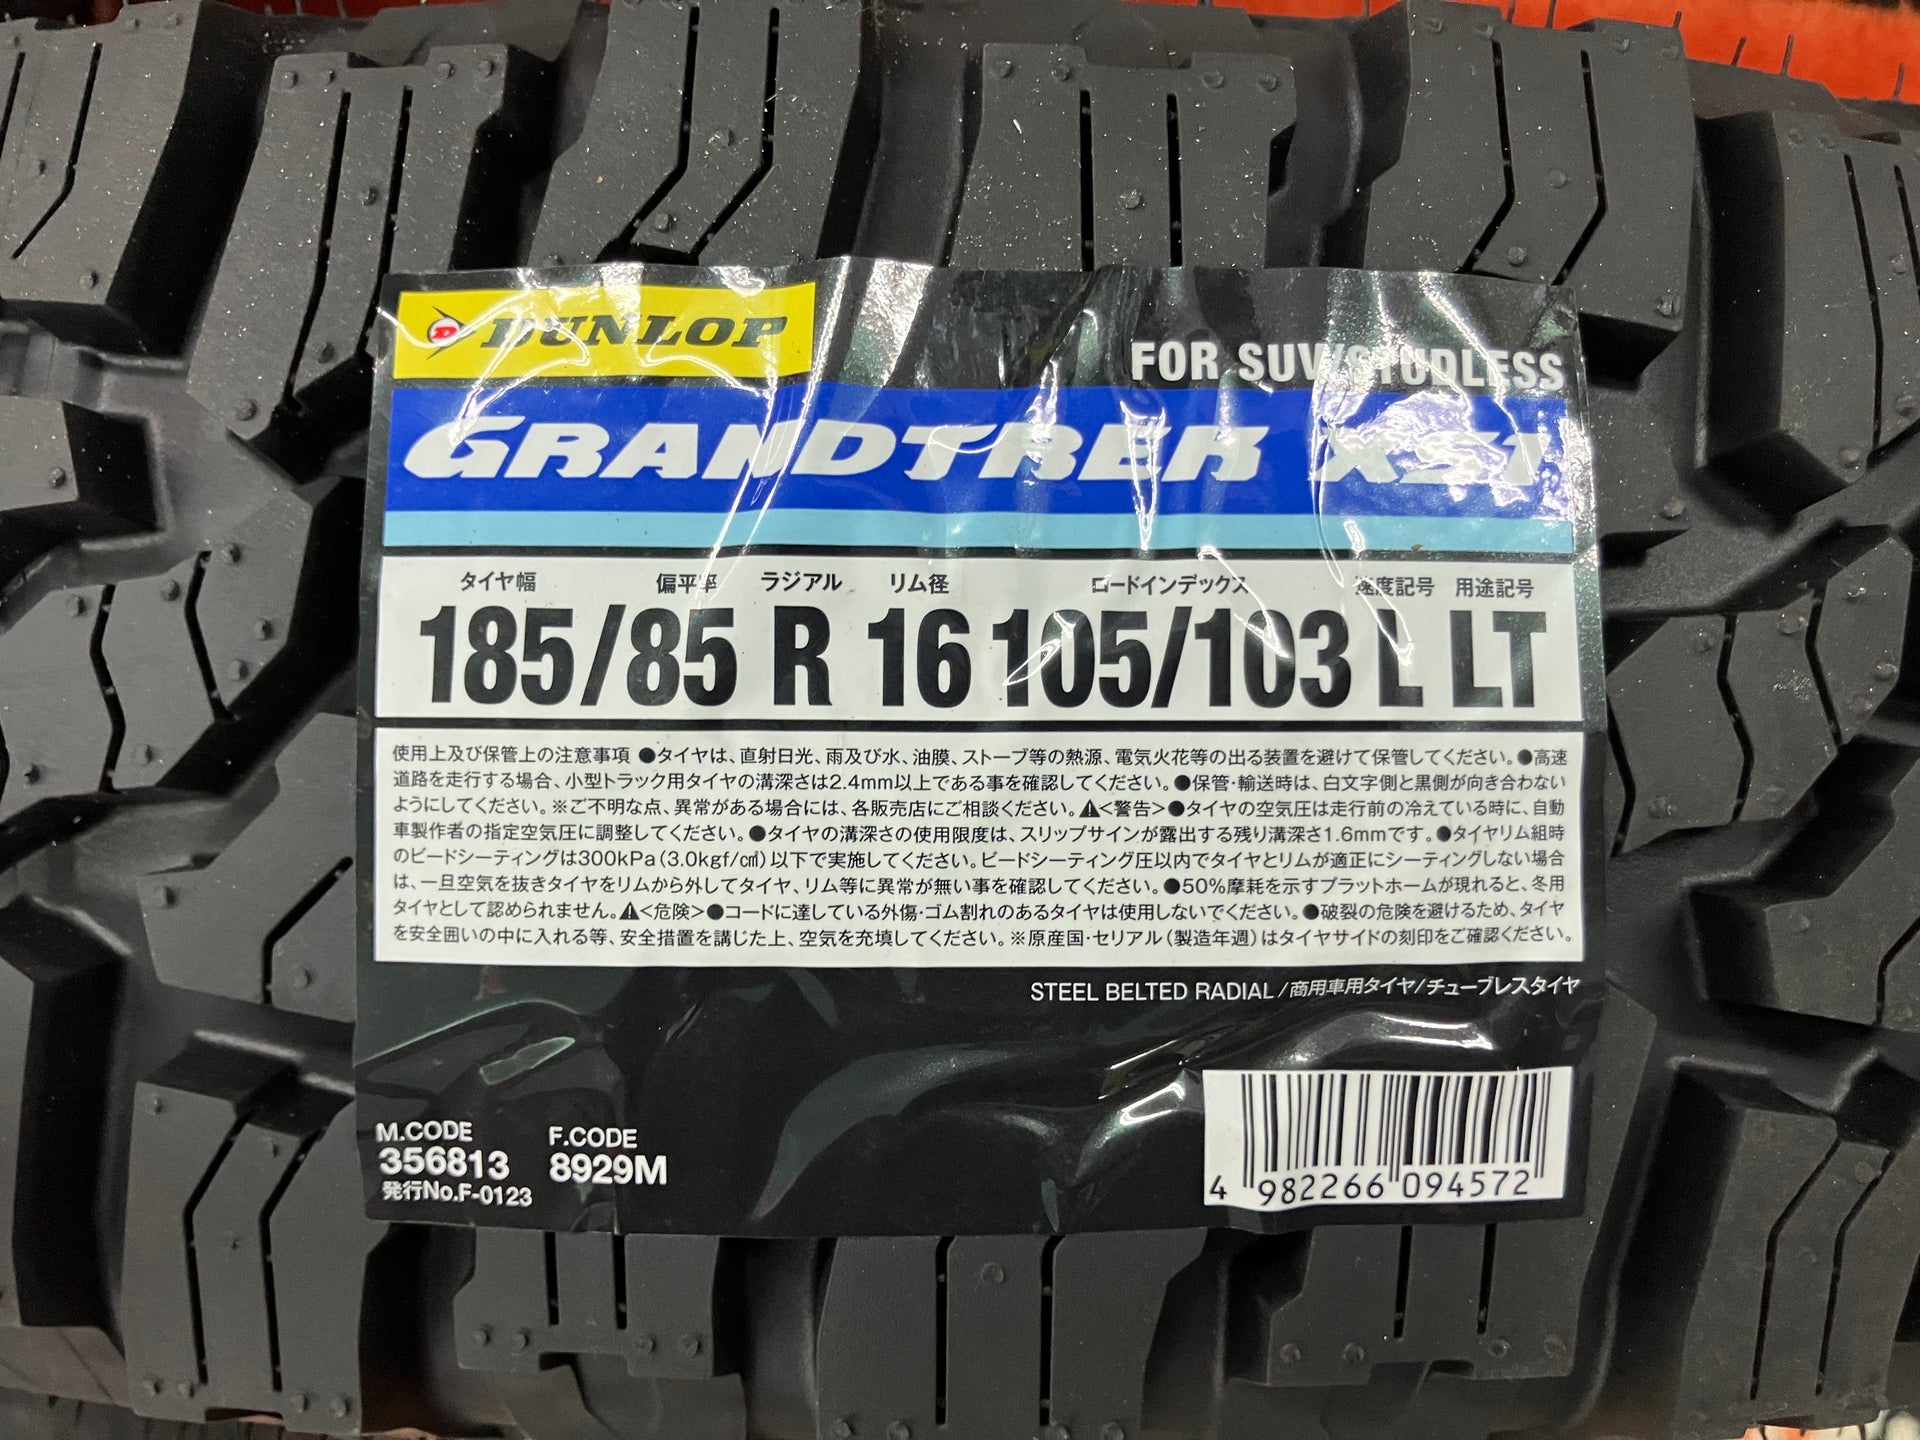 DUNLOP
FOR SUV/STUDLESS
GRANDTREK XS1
タイヤ幅 偏平率 ラジアル リム径 ロードインデックス 速度記号 用途記号
185/85 R 16 105/103 L LT
使用上及び保管上の注意事項 ●タイヤは、直射日光、雨及び水、油膜、ストーブ等の熱源、電気火花等の出る装置を避けて保管してください。●高速
道路を走行する場合、小型トラック用タイヤの溝深さは2.4mm以上である事を確認してください。●保管・輸送時は、白文字側と黒側が向き合わない
ようにしてください。※ご不明な点、異常がある場合には、各販売店にご相談ください。⚠<警告>●タイヤの空気圧は走行前の冷えている時に、自動
車製作者の指定空気圧に調整してください。●タイヤの溝深さの使用限度は、スリップサインが露出する残り溝深さ1.6mmです。●タイヤリム組時
のビードシーティングは300kPa(3.0kgf/㎠)以下で実施してください。ビードシーティング圧以内でタイヤとリムが適正にシーティングしない場合
は、一旦空気を抜きタイヤをリムから外してタイヤ、リム等に異常が無い事を確認してください。●50%摩耗を示すプラットホームが現れると、冬用
タイヤとして認められません。⚠<危険>●コードに達している外傷・ゴム割れのあるタイヤは使用しないでください。●破裂の危険を避けるため、タイヤ
を安全囲いの中に入れる等、安全措置を講じた上、空気を充填してください。※原産国・セリアル(製造年週)はタイヤサイドの刻印をご確認ください。
STEEL BELTED RADIAL/商用車用タイヤ/チューブレスタイヤ
M.CODE F.CODE
356813 8929M
発行No.F-0123
4 982266 094572